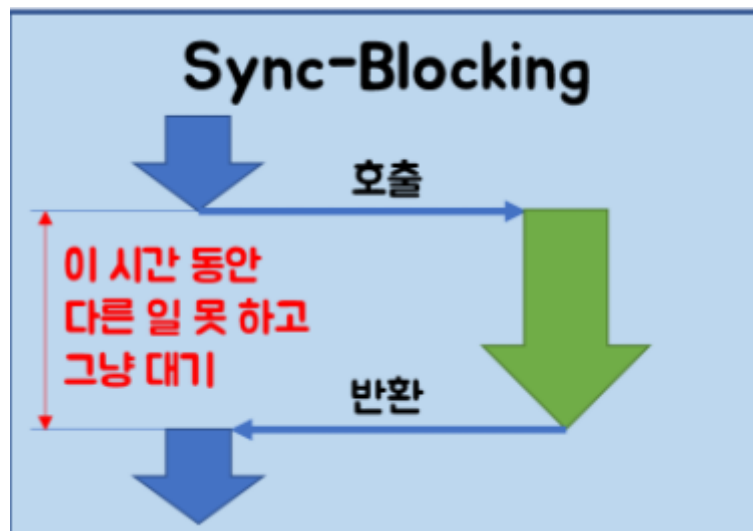 Sync-Blocking
호출
이 시간 동안
다른 일 못 하고
그냥 대기
반환